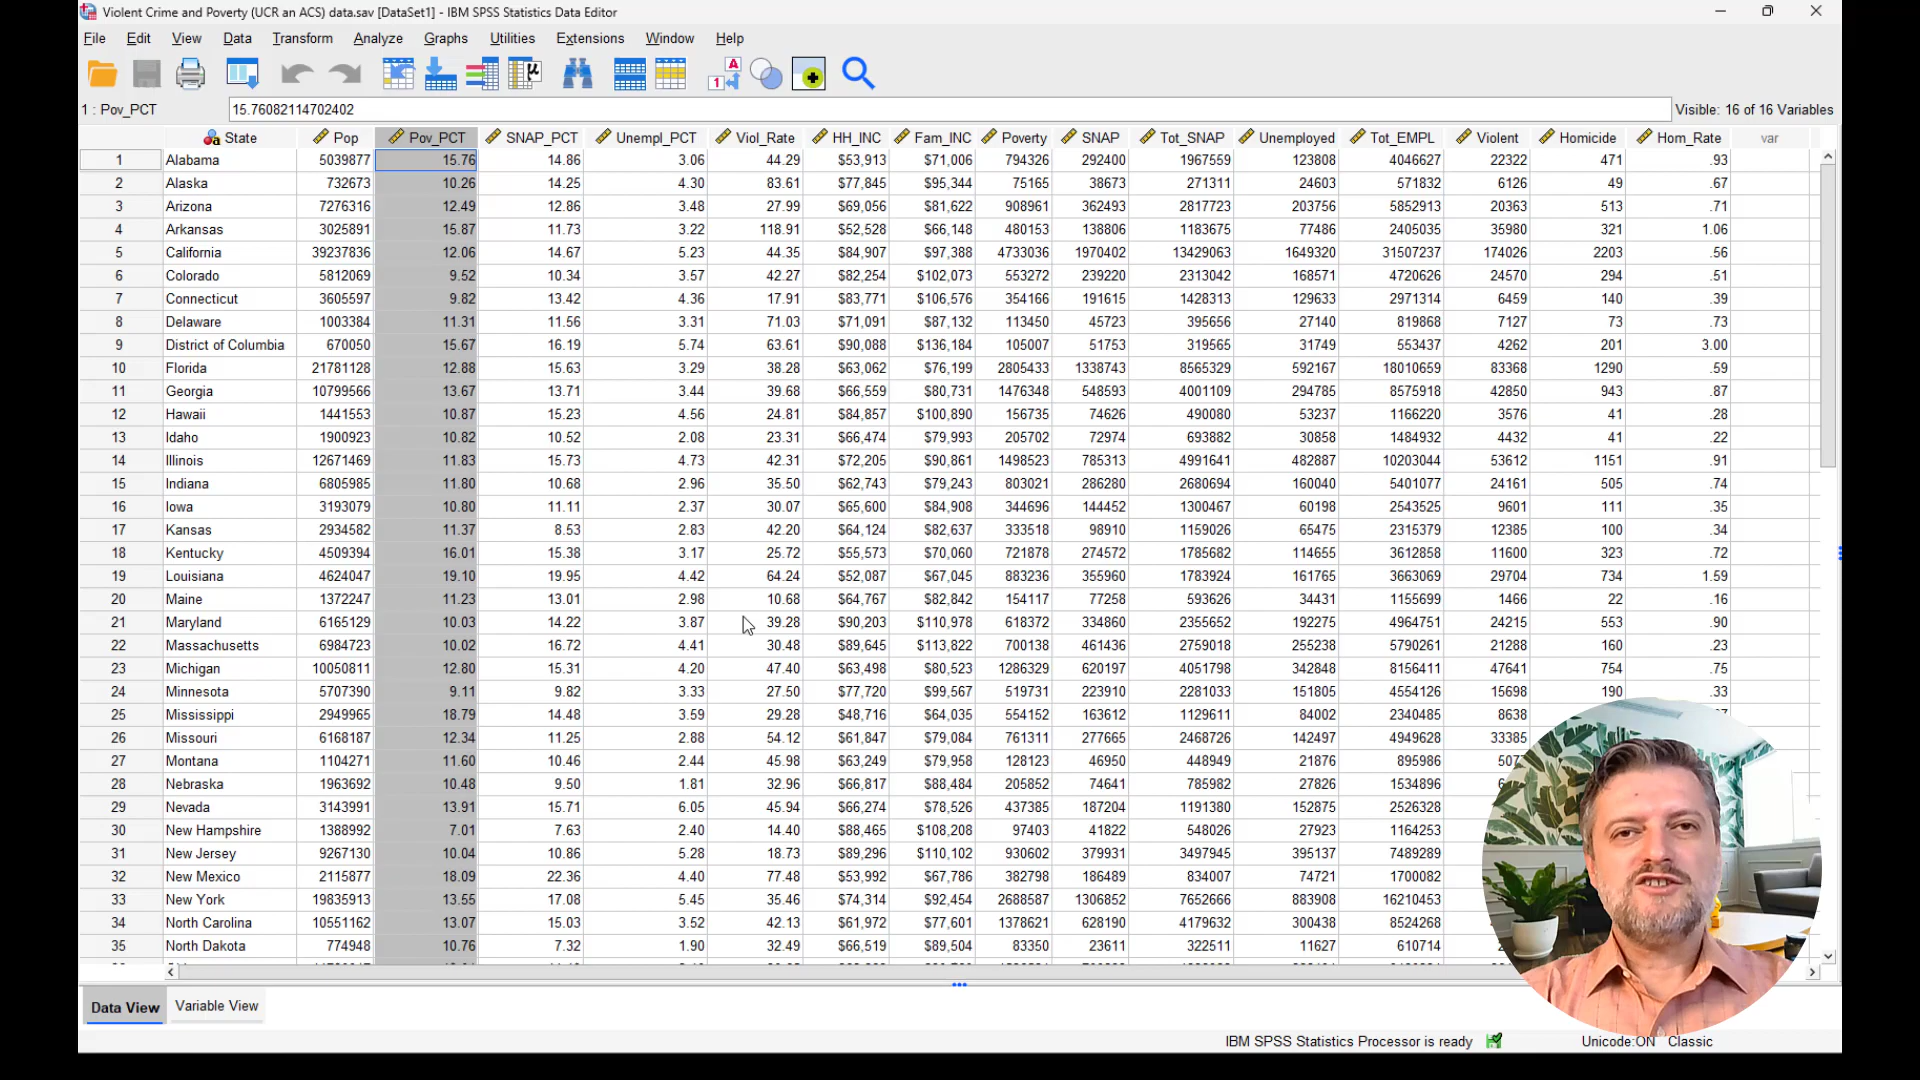 Violent Crime and Poverty (UCR an ACS) data.sav [DataSet1] - IBM SPSS Statistics Data Editor
File Edit View Data Transform Analyze Graphs Utilities Extensions Window Help
1 : Pov_PCT 15.76082114702402 Visible: 16 of 16 Variables
State Pop Pov_PCT SNAP_PCT Unempl_PCT Viol_Rate HH_INC Fam_INC Poverty SNAP Tot_SNAP Unemployed Tot_EMPL Violent Homicide Hom_Rate var
1 Alabama 5039877 15.76 14.86 3.06 44.29 $53,913 $71,006 794326 292400 1967559 123808 4046627 22322 471 .93
2 Alaska 732673 10.26 14.25 4.30 83.61 $77,845 $95,344 75165 38673 271311 24603 571832 6126 49 .67
3 Arizona 7276316 12.49 12.86 3.48 27.99 $69,056 $81,622 908961 362493 2817723 203756 5852913 20363 513 .71
4 Arkansas 3025891 15.87 11.73 3.22 118.91 $52,528 $66,148 480153 138806 1183675 77486 2405035 35980 321 1.06
5 California 39237836 12.06 14.67 5.23 44.35 $84,907 $97,388 4733036 1970402 13429063 1649320 31507237 174026 2203 .56
6 Colorado 5812069 9.52 10.34 3.57 42.27 $82,254 $102,073 553272 239220 2313042 168571 4720626 24570 294 .51
7 Connecticut 3605597 9.82 13.42 4.36 17.91 $83,771 $106,576 354166 191615 1428313 129633 2971314 6459 140 .39
8 Delaware 1003384 11.31 11.56 3.31 71.03 $71,091 $87,132 113450 45723 395656 27140 819868 7127 73 .73
9 District of Columbia 670050 15.67 16.19 5.74 63.61 $90,088 $136,184 105007 51753 319565 31749 553437 4262 201 3.00
10 Florida 21781128 12.88 15.63 3.29 38.28 $63,062 $76,199 2805433 1338743 8565329 592167 18010659 83368 1290 .59
11 Georgia 10799566 13.67 13.71 3.44 39.68 $66,559 $80,731 1476348 548593 4001109 294785 8575918 42850 943 .87
12 Hawaii 1441553 10.87 15.23 4.56 24.81 $84,857 $100,890 156735 74626 490080 53237 1166220 3576 41 .28
13 Idaho 1900923 10.82 10.52 2.08 23.31 $66,474 $79,993 205702 72974 693882 30858 1484932 4432 41 .22
14 Illinois 12671469 11.83 15.73 4.73 42.31 $72,205 $90,861 1498523 785313 4991641 482887 10203044 53612 1151 .91
15 Indiana 6805985 11.80 10.68 2.96 35.50 $62,743 $79,243 803021 286280 2680694 160040 5401077 24161 505 .74
16 Iowa 3193079 10.80 11.11 2.37 30.07 $65,600 $84,908 344696 144452 1300467 60198 2543525 9601 111 .35
17 Kansas 2934582 11.37 8.53 2.83 42.20 $64,124 $82,637 333518 98910 1159026 65475 2315379 12385 100 .34
18 Kentucky 4509394 16.01 15.38 3.17 25.72 $55,573 $70,060 721878 274572 1785682 114655 3612858 11600 323 .72
19 Louisiana 4624047 19.10 19.95 4.42 64.24 $52,087 $67,045 883236 355960 1783924 161765 3663069 29704 734 1.59
20 Maine 1372247 11.23 13.01 2.98 10.68 $64,767 $82,842 154117 77258 593626 34431 1155699 1466 22 .16
21 Maryland 6165129 10.03 14.22 3.87 39.28 $90,203 $110,978 618372 334860 2355652 192275 4964751 24215 553 .90
22 Massachusetts 6984723 10.02 16.72 4.41 30.48 $89,645 $113,822 700138 461436 2759018 255238 5790261 21288 160 .23
23 Michigan 10050811 12.80 15.31 4.20 47.40 $63,498 $80,523 1286329 620197 4051798 342848 8156411 47641 754 .75
24 Minnesota 5707390 9.11 9.82 3.33 27.50 $77,720 $99,567 519731 223910 2281033 151805 4554126 15698 190 .33
25 Mississippi 2949965 18.79 14.48 3.59 29.28 $48,716 $64,035 554152 163612 1129611 84002 2340485 8638
26 Missouri 6168187 12.34 11.25 2.88 54.12 $61,847 $79,084 761311 277665 2468726 142497 4949628 33385
27 Montana 1104271 11.60 10.46 2.44 45.98 $63,249 $79,958 128123 46950 448949 21876 895986 507
28 Nebraska 1963692 10.48 9.50 1.81 32.96 $66,817 $88,484 205852 74641 785982 27826 1534896
29 Nevada 3143991 13.91 15.71 6.05 45.94 $66,274 $78,526 437385 187204 1191380 152875 2526328
30 New Hampshire 1388992 7.01 7.63 2.40 14.40 $88,465 $108,208 97403 41822 548026 27923 1164253
31 New Jersey 9267130 10.04 10.86 5.28 18.73 $89,296 $110,102 930602 379931 3497945 395137 7489289
32 New Mexico 2115877 18.09 22.36 4.40 77.48 $53,992 $67,786 382798 186489 834007 74721 1700082
33 New York 19835913 13.55 17.08 5.45 35.46 $74,314 $92,454 2688587 1306852 7652666 883908 16210453
34 North Carolina 10551162 13.07 15.03 3.52 42.13 $61,972 $77,601 1378621 628190 4179632 300438 8524268
35 North Dakota 774948 10.76 7.32 1.90 32.49 $66,519 $89,504 83350 23611 322511 11627 610714
Data View Variable View
IBM SPSS Statistics Processor is ready Unicode:ON Classic